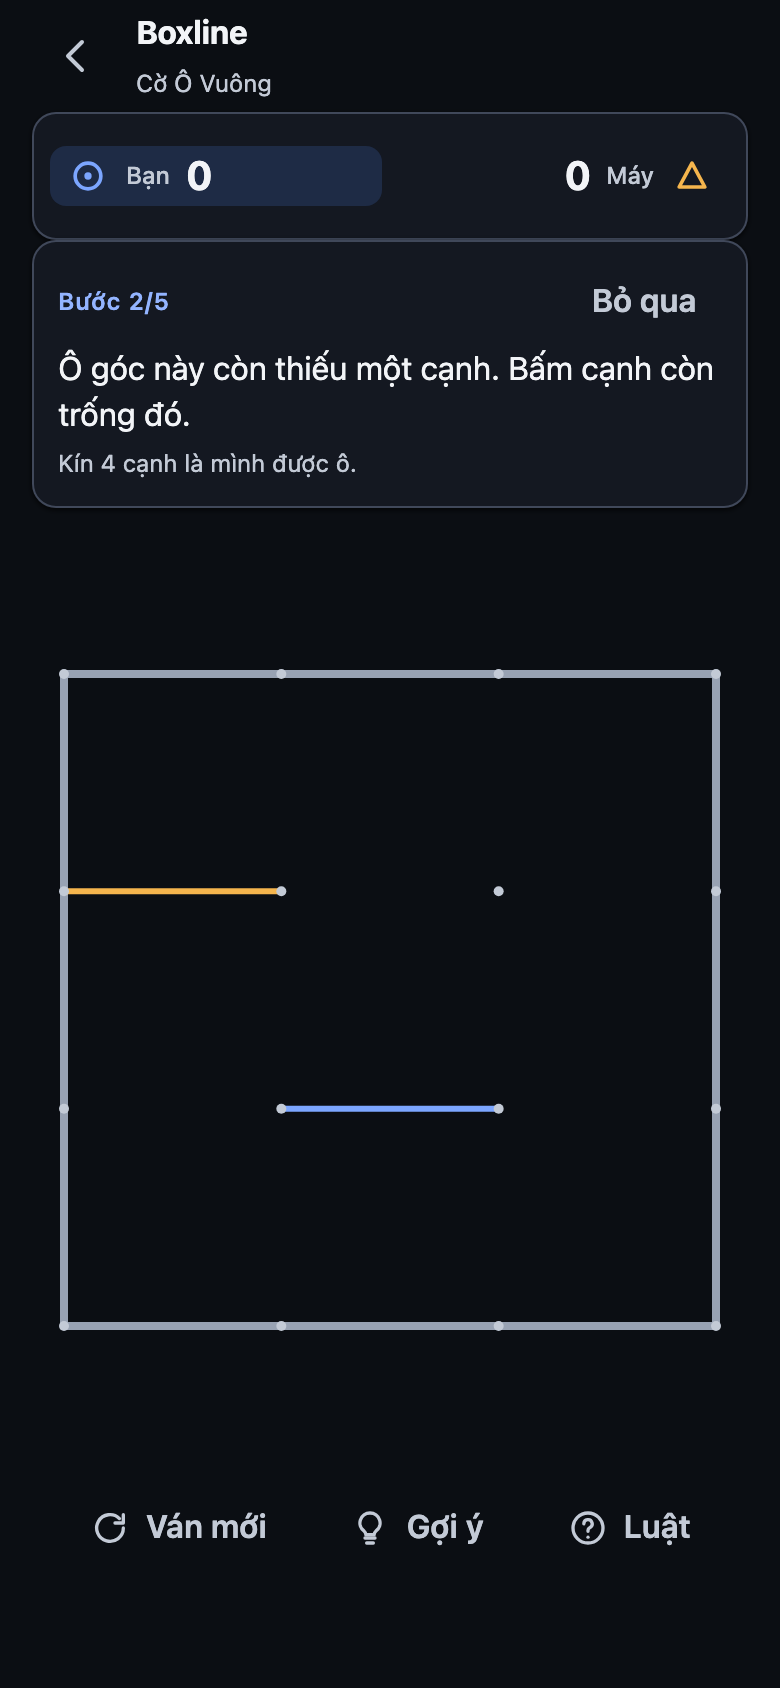 Boxline
Cờ Ô Vuông
Bạn 0
0 Máy
Bước 2/5
Bỏ qua
Ô góc này còn thiếu một cạnh. Bấm cạnh còn
trống đó.
Kín 4 cạnh là mình được ô.
Ván mới
Gợi ý
Luật